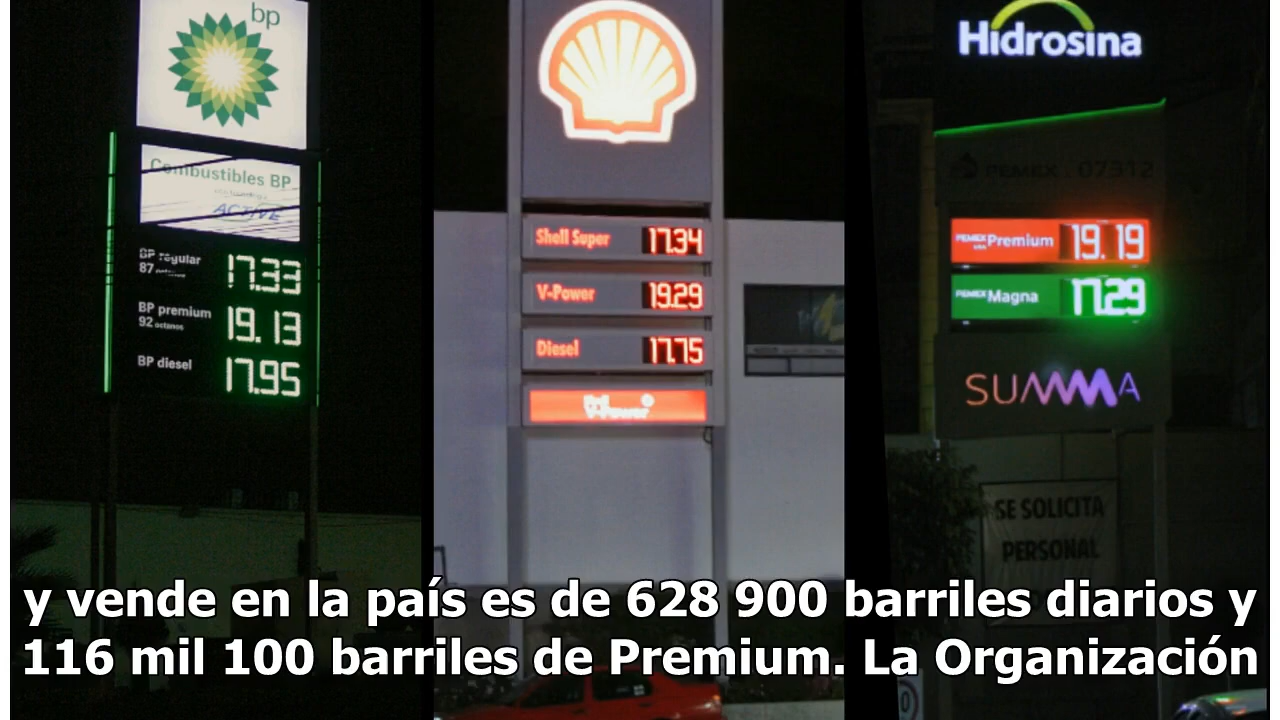 bp
Combustibles BP
ACTIVE
BP regular
87
17.33
BP premium
92 octanos
19.13
BP diesel
17.95
Shell Super 17.34
V-Power 19.29
Diesel 17.75
V-Power
Hidrosina
PEMEX 07312
PEMEX Premium 19.19
PEMEX Magna 17.29
SUMMA
SE SOLICITA
PERSONAL
y vende en la país es de 628 900 barriles diarios y
116 mil 100 barriles de Premium. La Organización